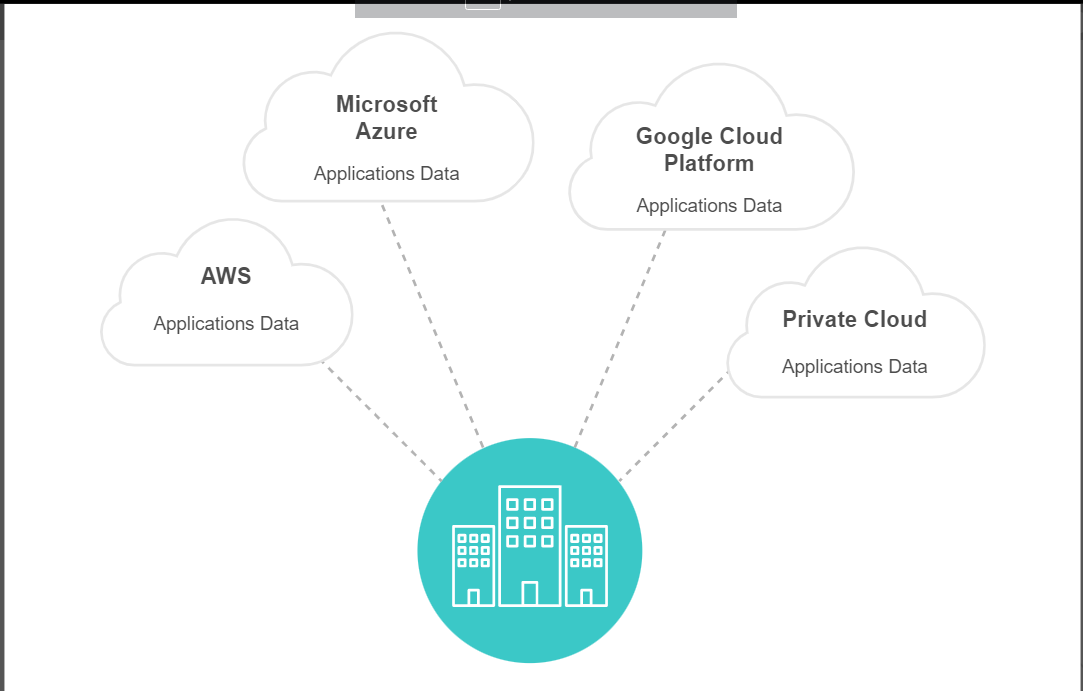 Microsoft
Azure
Applications Data
Google Cloud
Platform
Applications Data
AWS
Applications Data
Private Cloud
Applications Data